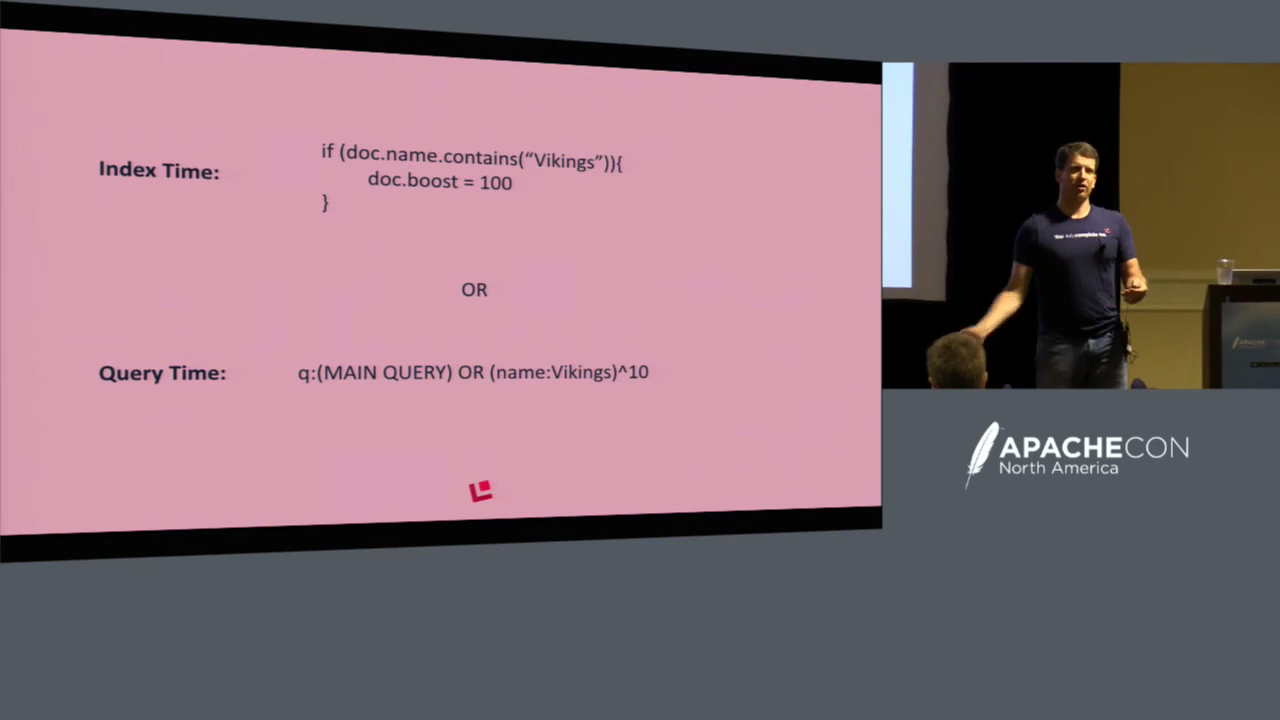 Index Time:
if (doc.name.contains(“Vikings”)){
doc.boost = 100
}
OR
Query Time:
q:(MAIN QUERY) OR (name:Vikings)^10
APACHECON
North America